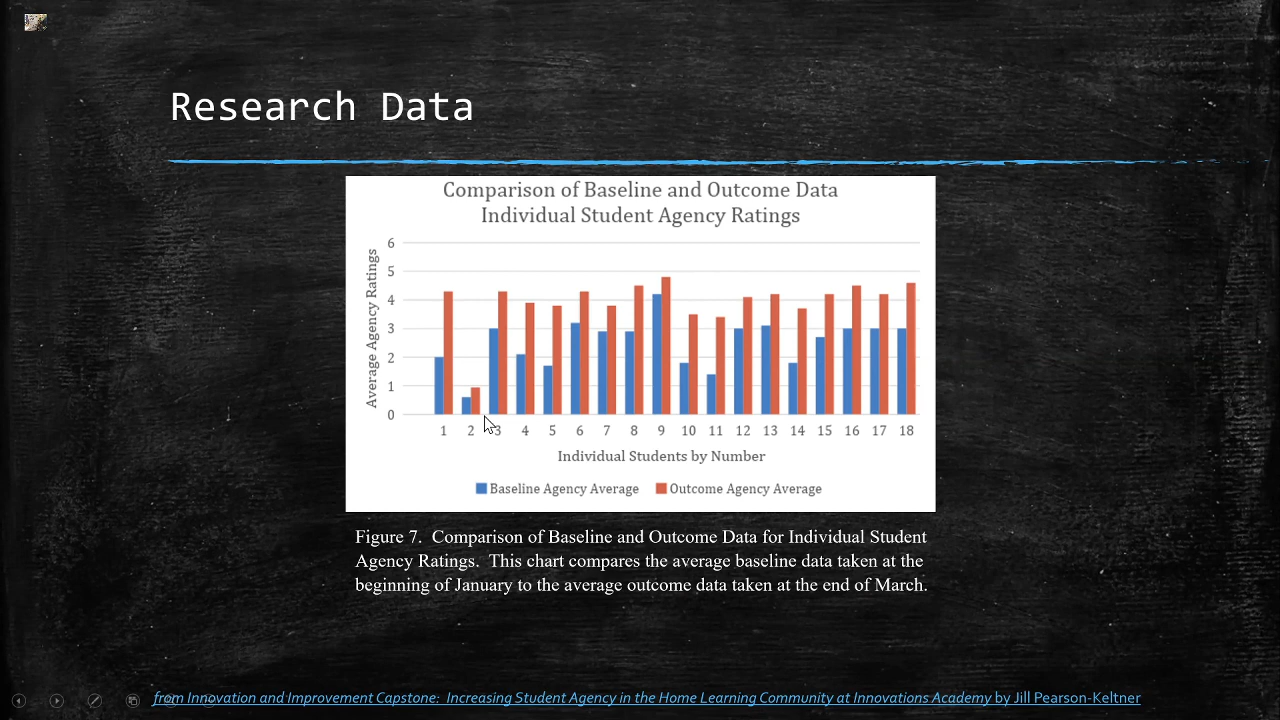 Research Data
Comparison of Baseline and Outcome Data
Individual Student Agency Ratings
Average Agency Ratings
6
5
4
3
2
1
0
1 2 3 4 5 6 7 8 9 10 11 12 13 14 15 16 17 18
Individual Students by Number
Baseline Agency Average Outcome Agency Average
Figure 7. Comparison of Baseline and Outcome Data for Individual Student
Agency Ratings. This chart compares the average baseline data taken at the
beginning of January to the average outcome data taken at the end of March.
from Innovation and Improvement Capstone: Increasing Student Agency in the Home Learning Community at Innovations Academy by Jill Pearson-Keltner